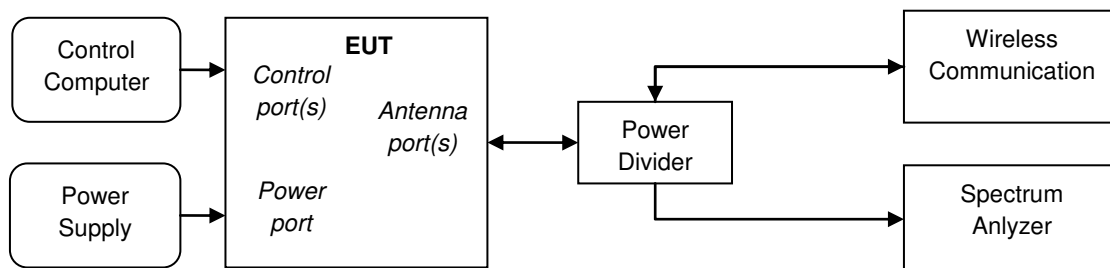 Control
Computer
EUT
Control
port(s)
Antenna
port(s)
Power
port
Power
Supply
Power
Divider
Wireless
Communication
Spectrum
Anlyzer